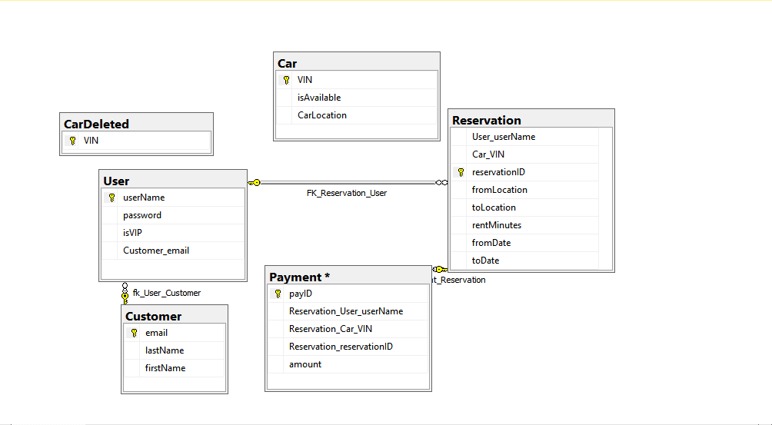 Car
VIN
isAvailable
CarLocation
CarDeleted
VIN
Reservation
User_userName
Car_VIN
reservationID
fromLocation
toLocation
rentMinutes
fromDate
toDate
User
userName
password
isVIP
Customer_email
FK_Reservation_User
Payment *
payID
Reservation_User_userName
Reservation_Car_VIN
Reservation_reservationID
amount
t_Reservation
fk_User_Customer
Customer
email
lastName
firstName